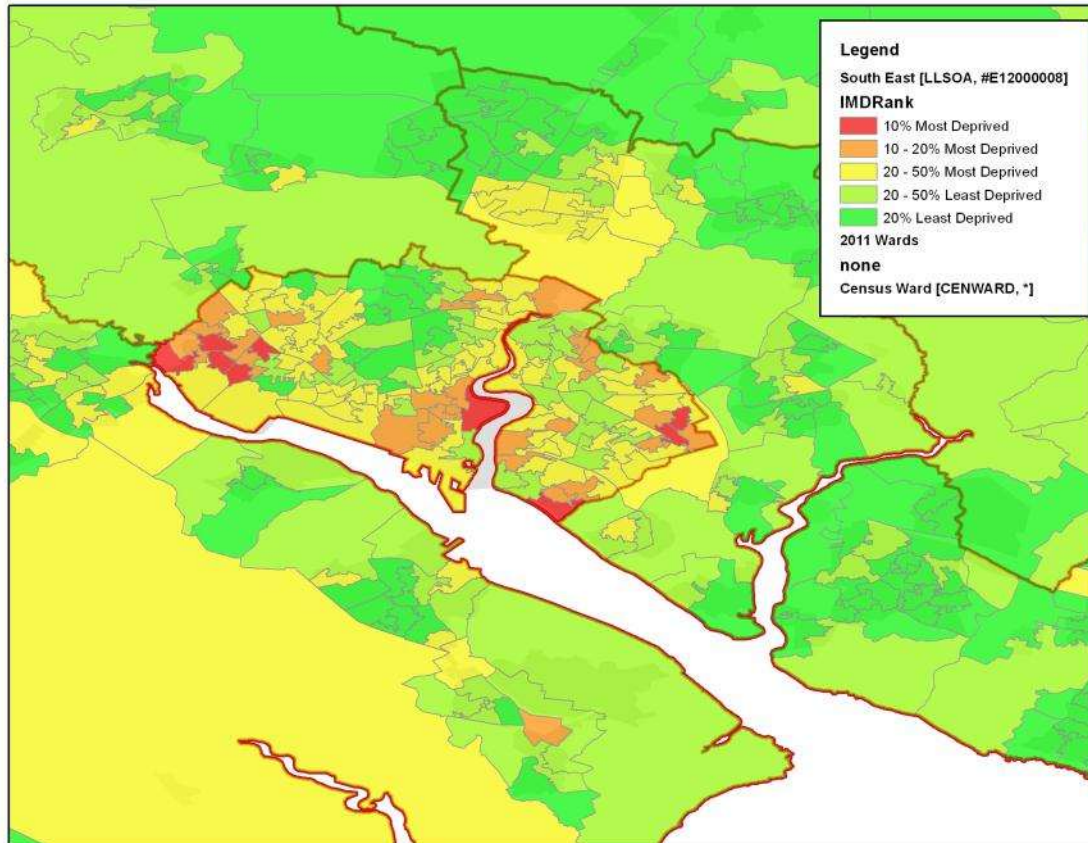 Legend
South East [LLSOA, #E12000008]
IMDRank
10% Most Deprived
10 - 20% Most Deprived
20 - 50% Most Deprived
20 - 50% Least Deprived
20% Least Deprived
2011 Wards
none
Census Ward [CENWARD, *]